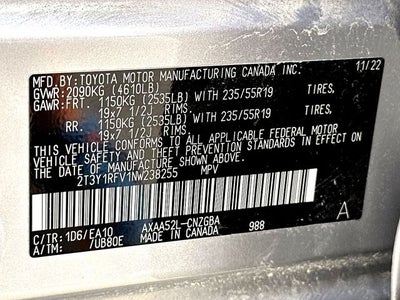 MFD.BY:TOYOTA MOTOR MANUFACTURING CANADA INC. 11/22
GVWR:2090KG (4610LB)
GAWR:FRT. 1150KG (2535LB) WITH 235/55R19 TIRES,
19x7 1/2J RIMS,
RR. 1150KG (2535LB) WITH 235/55R19 TIRES,
19x7 1/2J RIMS,
THIS VEHICLE CONFORMS TO ALL APPLICABLE FEDERAL MOTOR
VEHICLE SAFETY AND THEFT PREVENTION STANDARDS IN EFFECT ON
THE DATE OF MANUFACTURE SHOWN ABOVE.
2T3Y1RFV1NW238255 MPV
C/TR:1D6/EA10 AXAA52L-CNZGBA 988 A
A/TM: /UB80E MADE IN CANADA